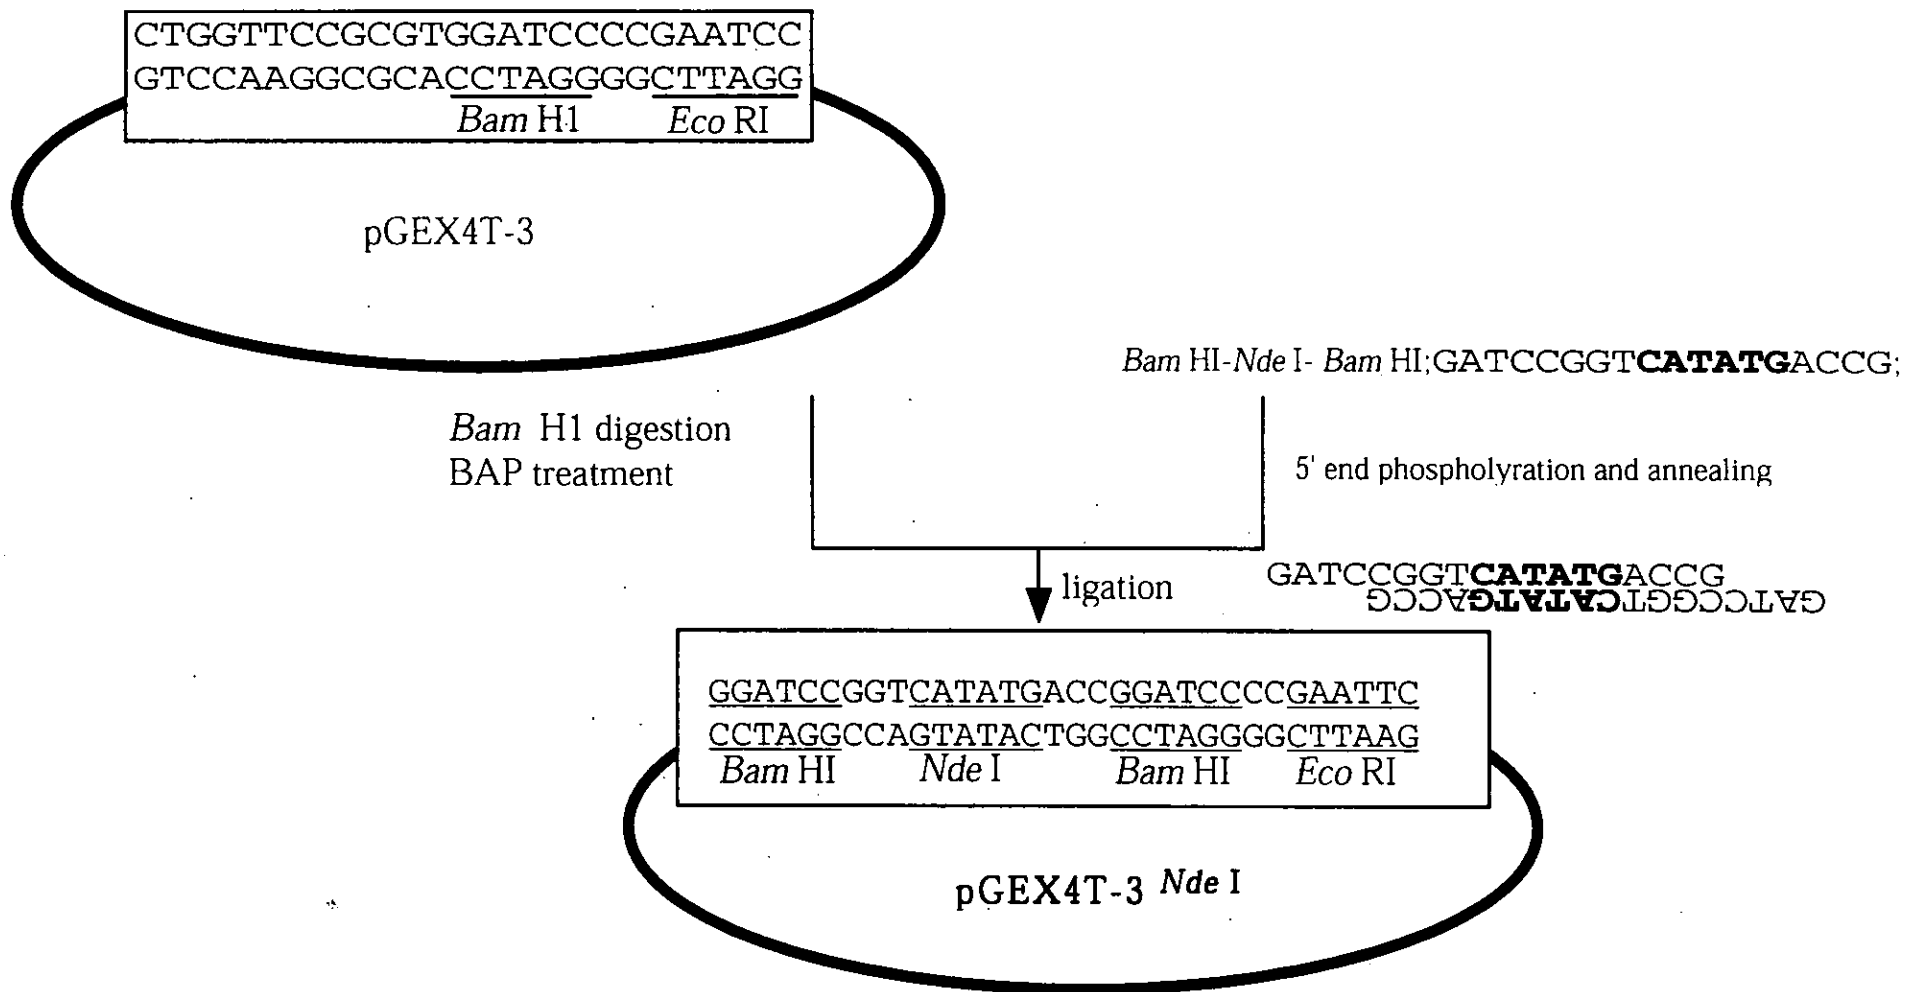 CTGGTTCCGCGTGGATCCCCGAATCC
GTCCAAGGCGCACCTAGGGGCTTAGG
Bam H1 Eco RI
pGEX4T-3
Bam HI-Nde I- Bam HI;GATCCGGTCATATGACCG;
Bam H1 digestion
BAP treatment
5' end phospholyration and annealing
ligation
GATCCGGTCATATGACCG
GATCCGGTCATATGACCG
GGATCCGGTCATATGACCGGATCCCCGAATTC
CCTAGGCCAGTATACTGGCCTAGGGGCTTAAG
Bam HI Nde I Bam HI Eco RI
pGEX4T-3 Nde I